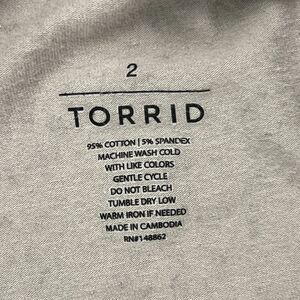 2
TORRID
95% COTTON | 5% SPANDEX
MACHINE WASH COLD
WITH LIKE COLORS
GENTLE CYCLE
DO NOT BLEACH
TUMBLE DRY LOW
WARM IRON IF NEEDED
MADE IN CAMBODIA
RN#148862